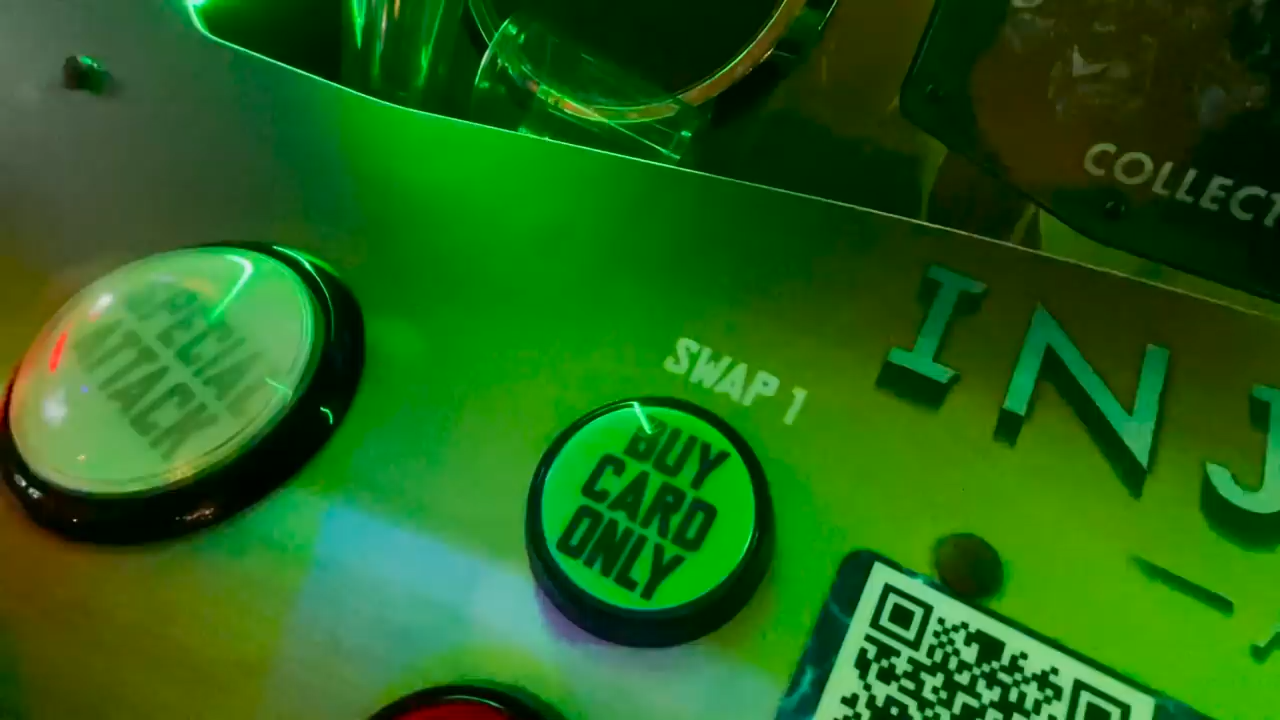 COLLECT
INJ
SWAP 1
SPECIAL
ATTACK
BUY
CARD
ONLY